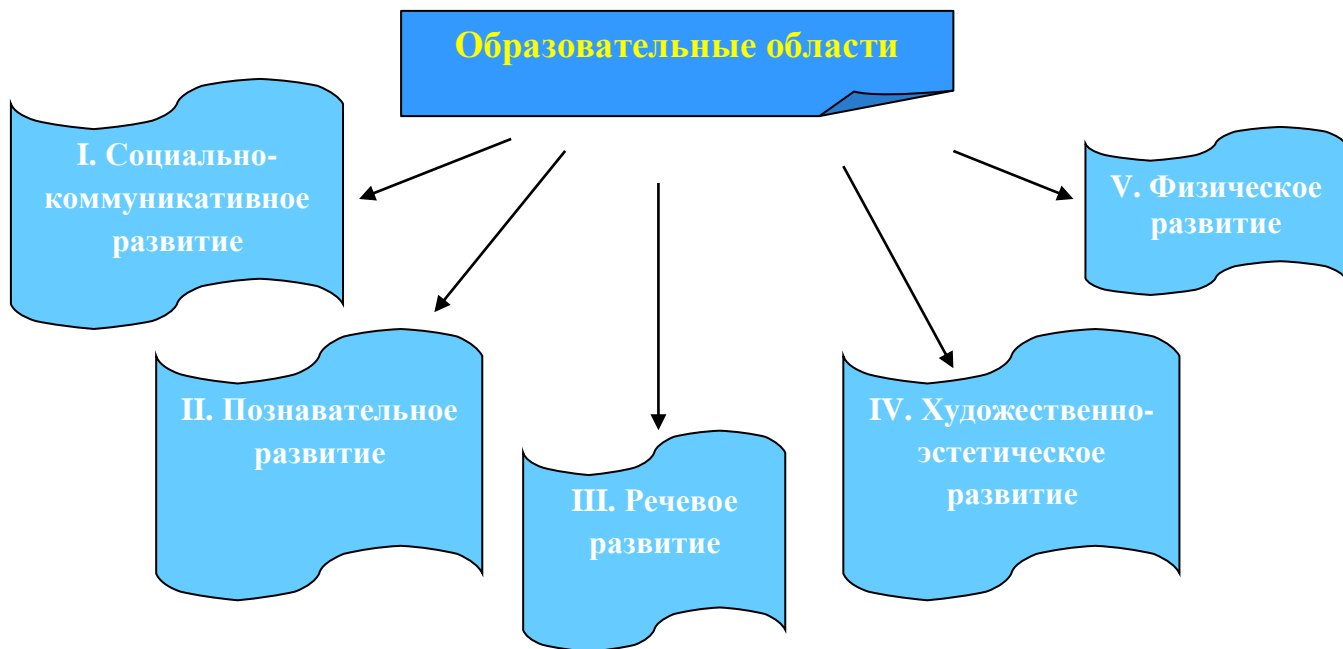 Образовательные области
I. Социально-
коммуникативное
развитие
II. Познавательное
развитие
III. Речевое
развитие
IV. Художественно-
эстетическое
развитие
V. Физическое
развитие